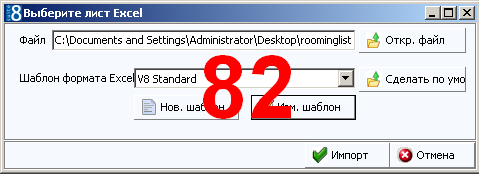 Выберите лист Excel
Файл C:\Documents and Settings\Administrator\Desktop\roominglist Откр. файл
Шаблон формата Excel V8 Standard Сделать по умо
Нов. шаблон Изм. шаблон
82
Импорт Отмена